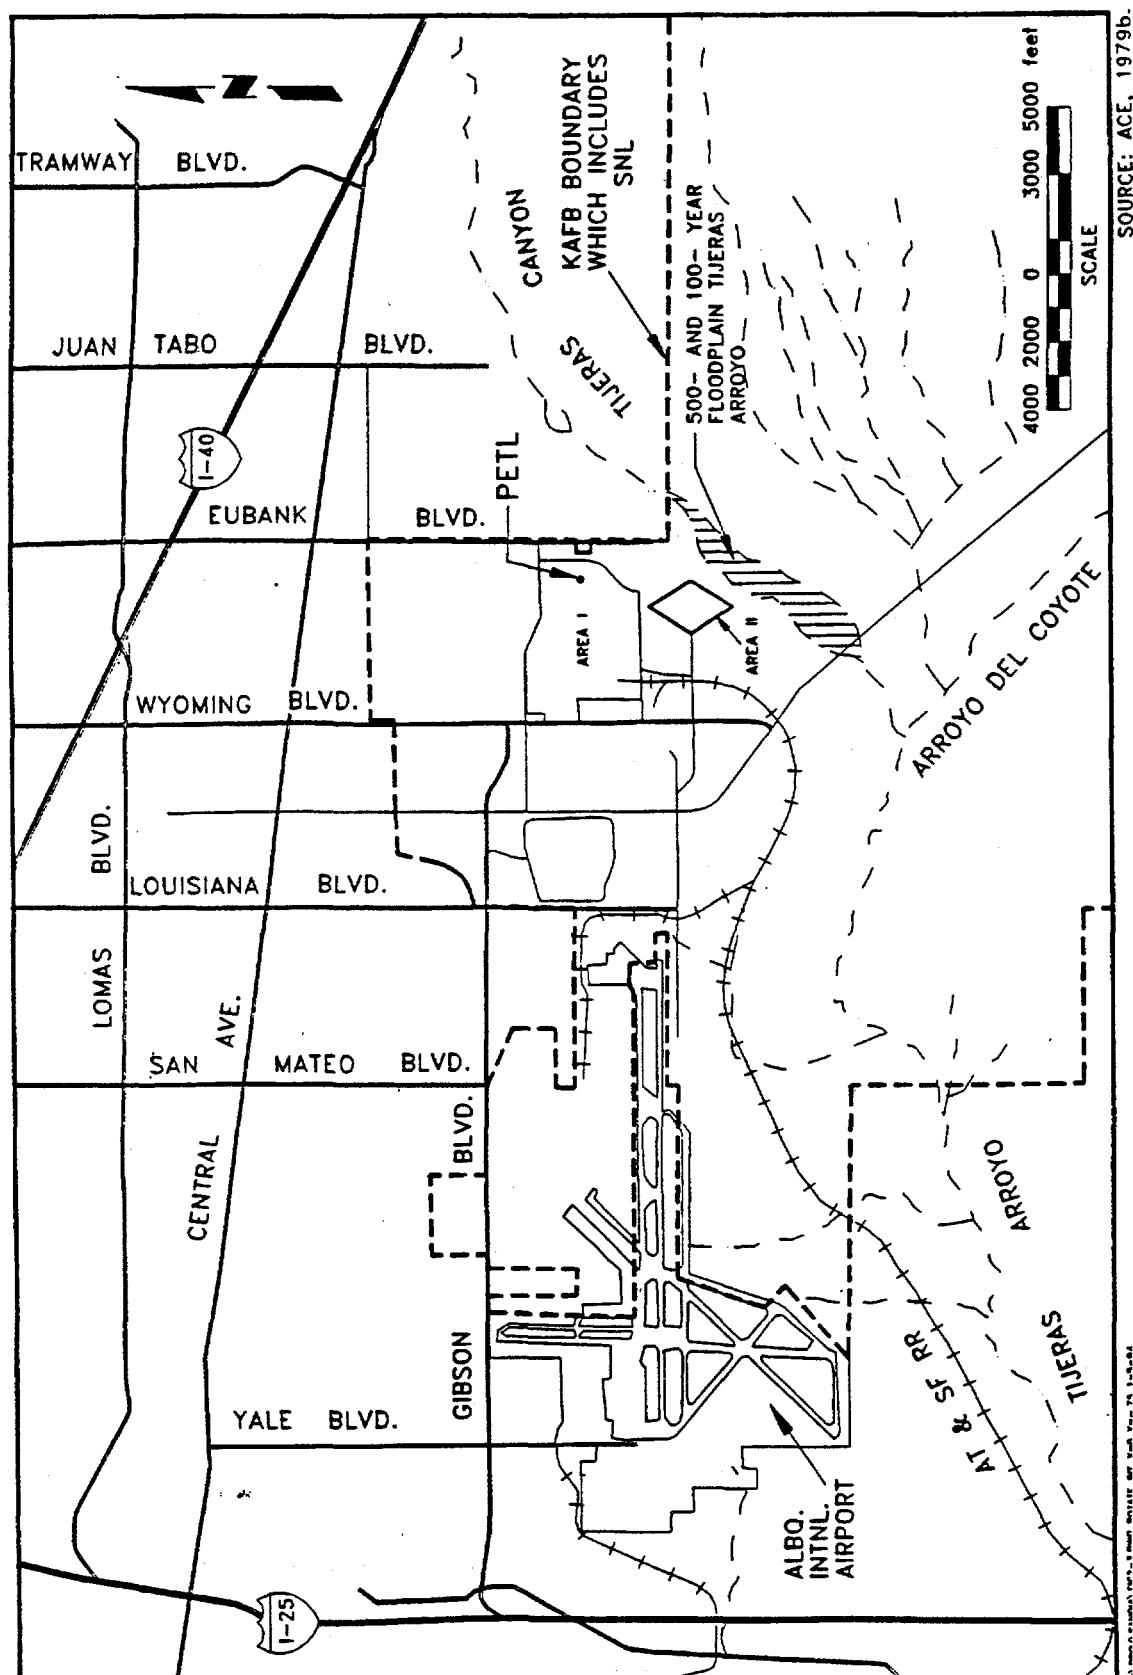 N
TRAMWAY BLVD.
JUAN TABO BLVD.
I-40
EUBANK BLVD.
WYOMING BLVD.
LOUISIANA BLVD.
SAN MATEO BLVD.
YALE BLVD.
LOMAS BLVD.
CENTRAL AVE.
GIBSON BLVD.
I-25
TIJERAS CANYON
KAFB BOUNDARY
WHICH INCLUDES
SNL
PETL
AREA I
AREA II
500- AND 100- YEAR
FLOODPLAIN TIJERAS
ARROYO
ARROYO DEL COYOTE
TIJERAS ARROYO
AT & SF RR
ALBQ.
INTNL.
AIRPORT
4000 2000 0 3000 5000 feet
SCALE
SOURCE: ACE, 1979b.